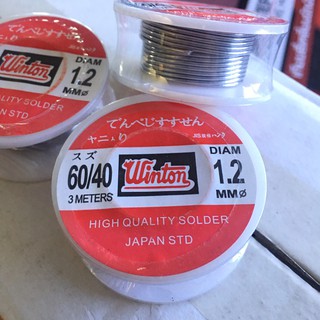 でんべじすすせん
ヤニ入り
スズ
60/40
3 METERS
Winton
DIAM
1.2
MMØ
HIGH QUALITY SOLDER
JAPAN STD
Winton
DIAM
1.2
MMØ
QUALITY SOLDER
JAPAN STD